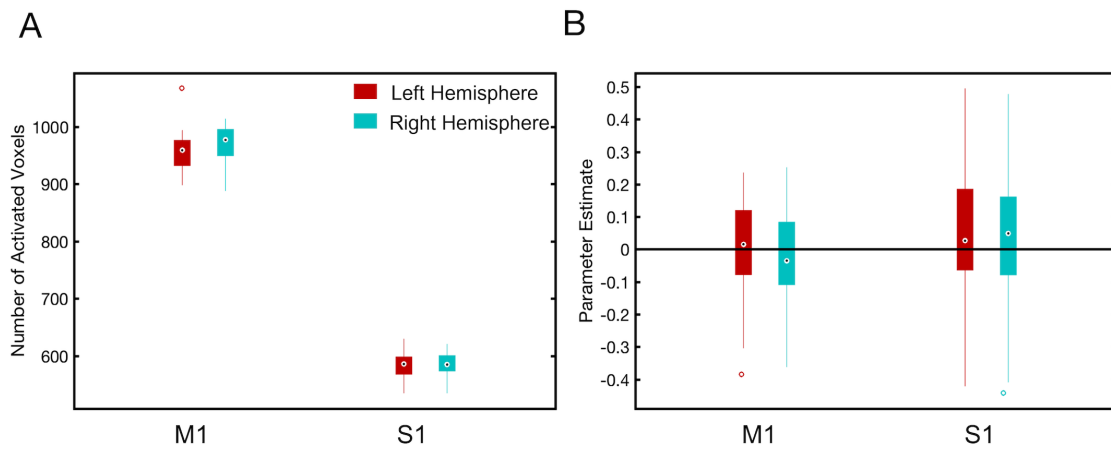 A
Number of Activated Voxels
1000
900
800
700
600
Left Hemisphere
Right Hemisphere
M1
S1
B
Parameter Estimate
0.5
0.4
0.3
0.2
0.1
0
-0.1
-0.2
-0.3
-0.4
M1
S1